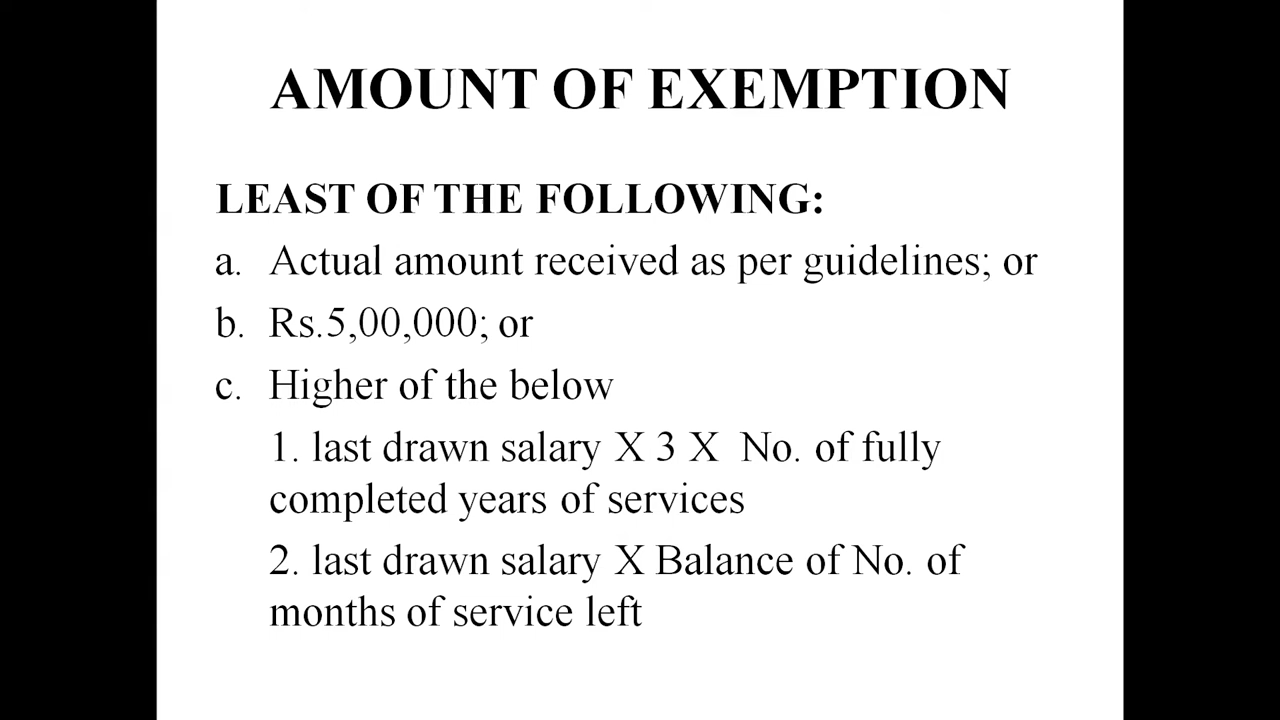 AMOUNT OF EXEMPTION
LEAST OF THE FOLLOWING:
a. Actual amount received as per guidelines; or
b. Rs.5,00,000; or
c. Higher of the below
1. last drawn salary X 3 X No. of fully
completed years of services
2. last drawn salary X Balance of No. of
months of service left